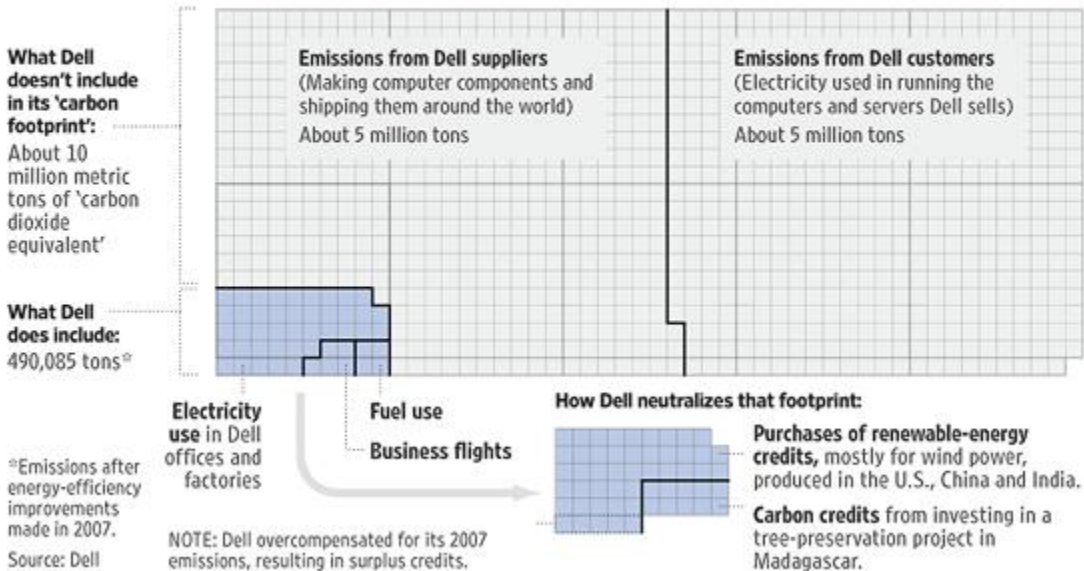 What Dell
doesn't include
in its 'carbon
footprint':
About 10
million metric
tons of 'carbon
dioxide
equivalent'
Emissions from Dell suppliers
(Making computer components and
shipping them around the world)
About 5 million tons
Emissions from Dell customers
(Electricity used in running the
computers and servers Dell sells)
About 5 million tons
What Dell
does include:
490,085 tons*
Electricity
use in Dell
offices and
factories
Fuel use
Business flights
How Dell neutralizes that footprint:
Purchases of renewable-energy
credits, mostly for wind power,
produced in the U.S., China and India.
Carbon credits from investing in a
tree-preservation project in
Madagascar.
*Emissions after
energy-efficiency
improvements
made in 2007.
Source: Dell
NOTE: Dell overcompensated for its 2007
emissions, resulting in surplus credits.